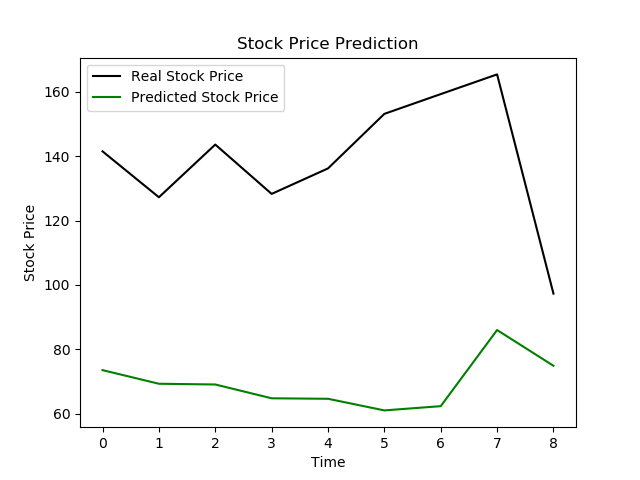 Stock Price Prediction
Real Stock Price
Predicted Stock Price
Stock Price
160
140
120
100
80
60
0 1 2 3 4 5 6 7 8
Time